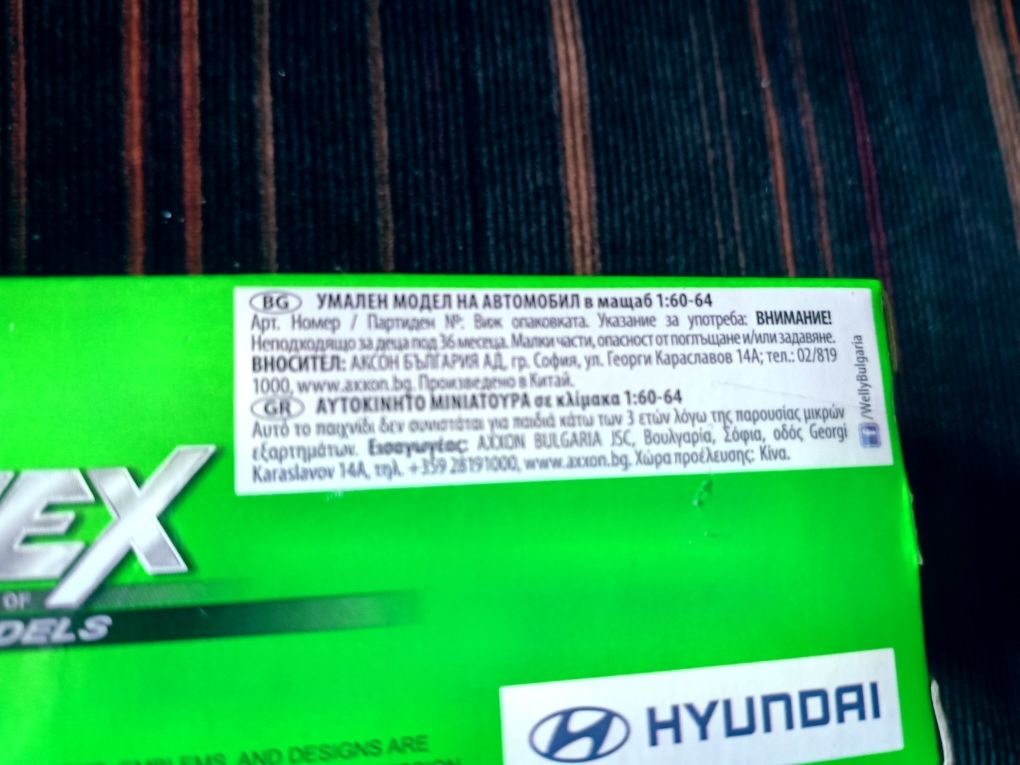 BG УМАЛЕН МОДЕЛ НА АВТОМОБИЛ в мащаб 1:60-64
Арт. Номер / Партиден №: Виж опаковката. Указание за употреба: ВНИМАНИЕ!
Неподходящо за деца под 36 месеца. Малки части, опасност от поглъщане и/или задавяне.
ВНОСИТЕЛ: АКСОН БЪЛГАРИЯ АД, гр. София, ул. Георги Караславов 14А; тел.: 02/819
1000, www.axxon.bg. Произведено в Китай.
GR ΑΥΤΟΚΙΝΗΤΟ ΜΙΝΙΑΤΟΥΡΑ σε κλίμακα 1:60-64
Αυτό το παιχνίδι δεν συνιστάται για παιδιά κάτω των 3 ετών λόγω της παρουσίας μικρών
εξαρτημάτων. Εισαγωγέας: AXXON BULGARIA JSC, Βουλγαρία, Σόφια, οδός Georgi
Karaslavov 14A, τηλ. +359 28191000, www.axxon.bg. Χώρα προέλευσης: Κίνα.
/WellyBulgaria
EX
OF
DELS
HYUNDAI
EMBLEMS, AND DESIGNS ARE